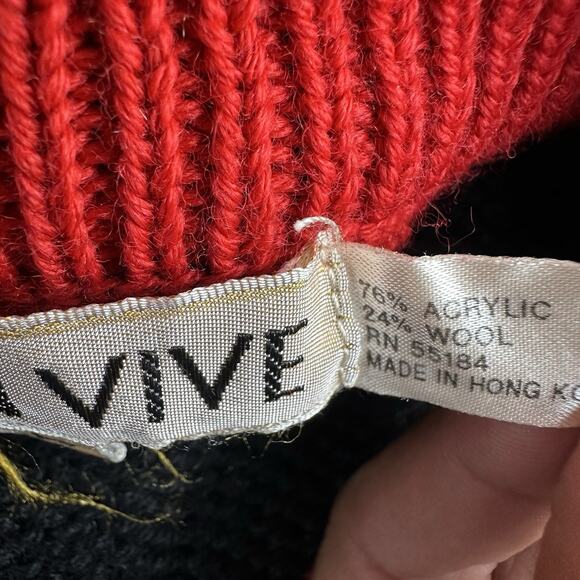 VIVE
76% ACRYLIC
24% WOOL
RN 55184
MADE IN HONG KO